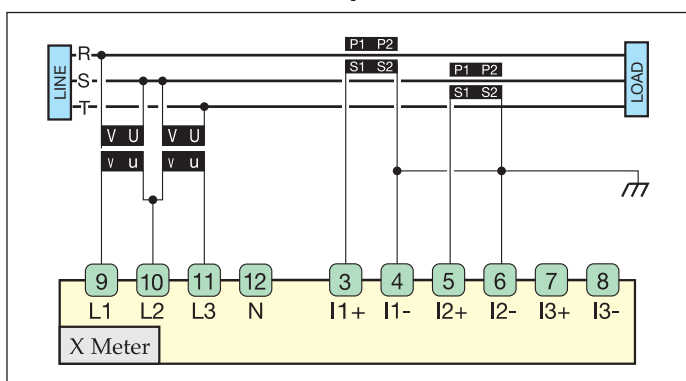 P1 P2
R
S1 S2
P1 P2
LINE
S
LOAD
S1 S2
T
V U V U
v u v u
9 10 11 12 3 4 5 6 7 8
L1 L2 L3 N I1+ I1- I2+ I2- I3+ I3-
X Meter